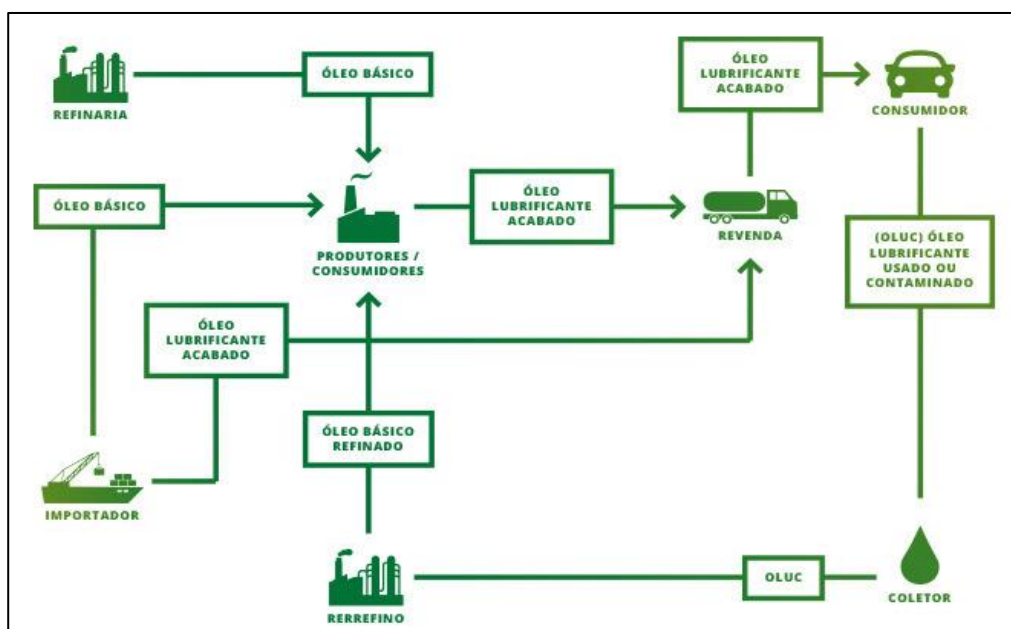 REFINARIA
ÓLEO BÁSICO
ÓLEO
LUBRIFICANTE
ACABADO
CONSUMIDOR
ÓLEO BÁSICO
PRODUTORES /
CONSUMIDORES
ÓLEO
LUBRIFICANTE
ACABADO
REVENDA
(OLUC) ÓLEO
LUBRIFICANTE
USADO OU
CONTAMINADO
ÓLEO
LUBRIFICANTE
ACABADO
ÓLEO BÁSICO
REFINADO
IMPORTADOR
RERREFINO
OLUC
COLETOR